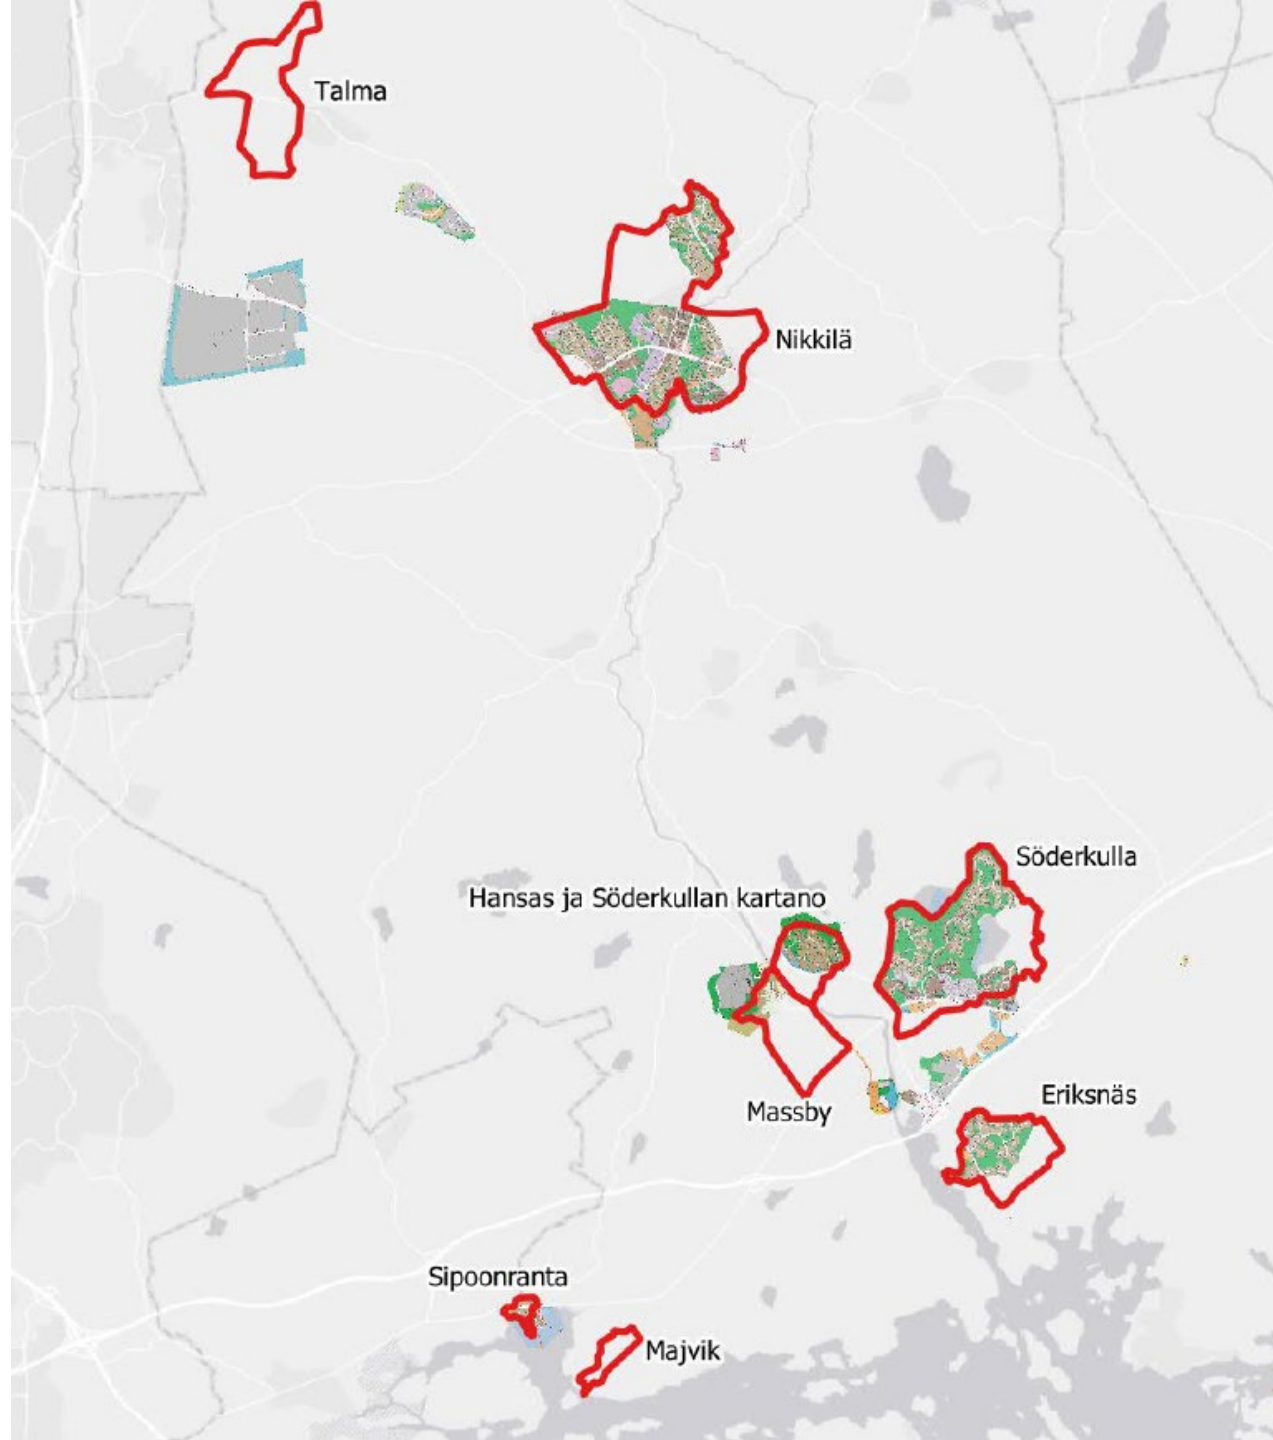 Talma
Nikkilä
Söderkulla
Hansas ja Söderkullan kartano
Eriksnäs
Massby
Sipoonranta
Majvik